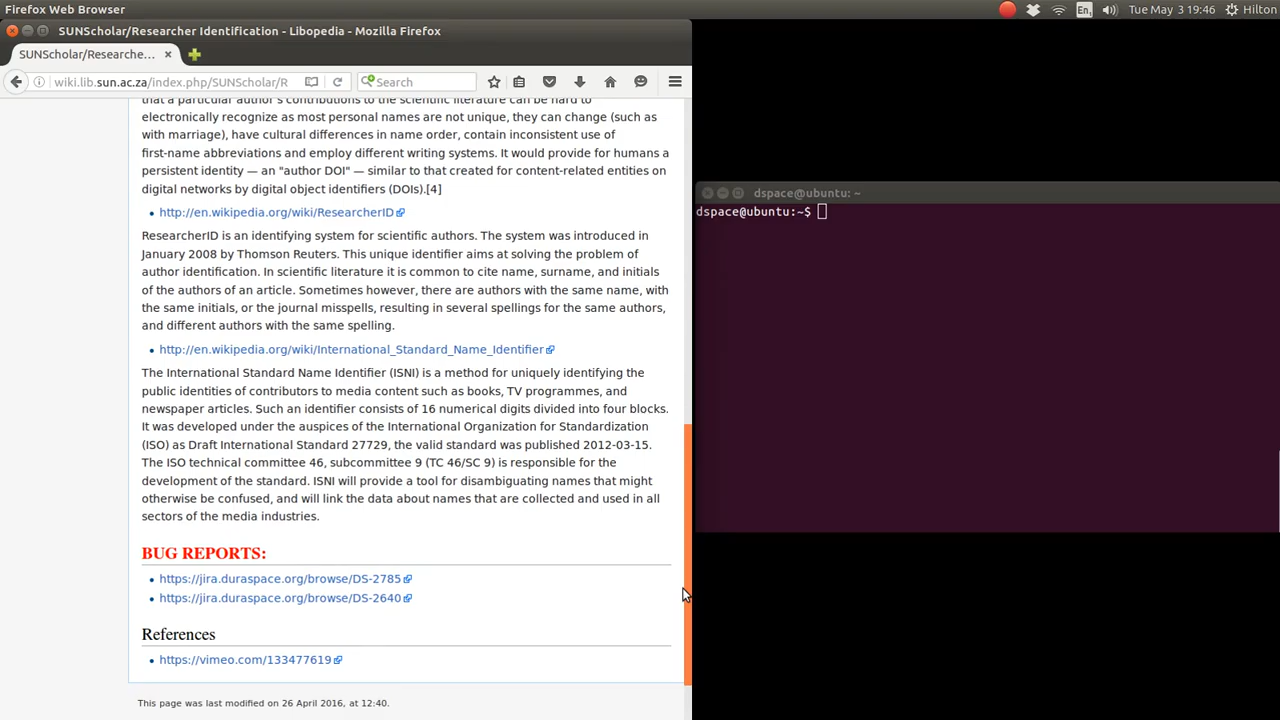 Firefox Web Browser
En1
Tue May 3 19:46
Hilton
SUNScholar/Researcher Identification - Libopedia - Mozilla Firefox
SUNScholar/Researche...
wiki.lib.sun.ac.za/index.php/SUNScholar/R
Search
that a particular author's contributions to the scientific literature can be hard to
electronically recognize as most personal names are not unique, they can change (such as
with marriage), have cultural differences in name order, contain inconsistent use of
first-name abbreviations and employ different writing systems. It would provide for humans a
persistent identity — an "author DOI" — similar to that created for content-related entities on
digital networks by digital object identifiers (DOIs).[4]
• http://en.wikipedia.org/wiki/ResearcherID
ResearcherID is an identifying system for scientific authors. The system was introduced in
January 2008 by Thomson Reuters. This unique identifier aims at solving the problem of
author identification. In scientific literature it is common to cite name, surname, and initials
of the authors of an article. Sometimes however, there are authors with the same name, with
the same initials, or the journal misspells, resulting in several spellings for the same authors,
and different authors with the same spelling.
• http://en.wikipedia.org/wiki/International_Standard_Name_Identifier
The International Standard Name Identifier (ISNI) is a method for uniquely identifying the
public identities of contributors to media content such as books, TV programmes, and
newspaper articles. Such an identifier consists of 16 numerical digits divided into four blocks.
It was developed under the auspices of the International Organization for Standardization
(ISO) as Draft International Standard 27729, the valid standard was published 2012-03-15.
The ISO technical committee 46, subcommittee 9 (TC 46/SC 9) is responsible for the
development of the standard. ISNI will provide a tool for disambiguating names that might
otherwise be confused, and will link the data about names that are collected and used in all
sectors of the media industries.
BUG REPORTS:
• https://jira.duraspace.org/browse/DS-2785
• https://jira.duraspace.org/browse/DS-2640
References
• https://vimeo.com/133477619
This page was last modified on 26 April 2016, at 12:40.
dspace@ubuntu: ~
dspace@ubuntu:~$